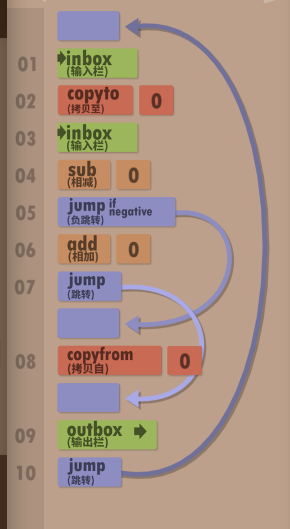 01 inbox
(输入栏)
02 copyto 0
(拷贝至)
03 inbox
(输入栏)
04 sub 0
(相减)
05 jump if negative
(负跳转)
06 add 0
(相加)
07 jump
(跳转)
08 copyfrom 0
(拷贝自)
09 outbox
(输出栏)
10 jump
(跳转)